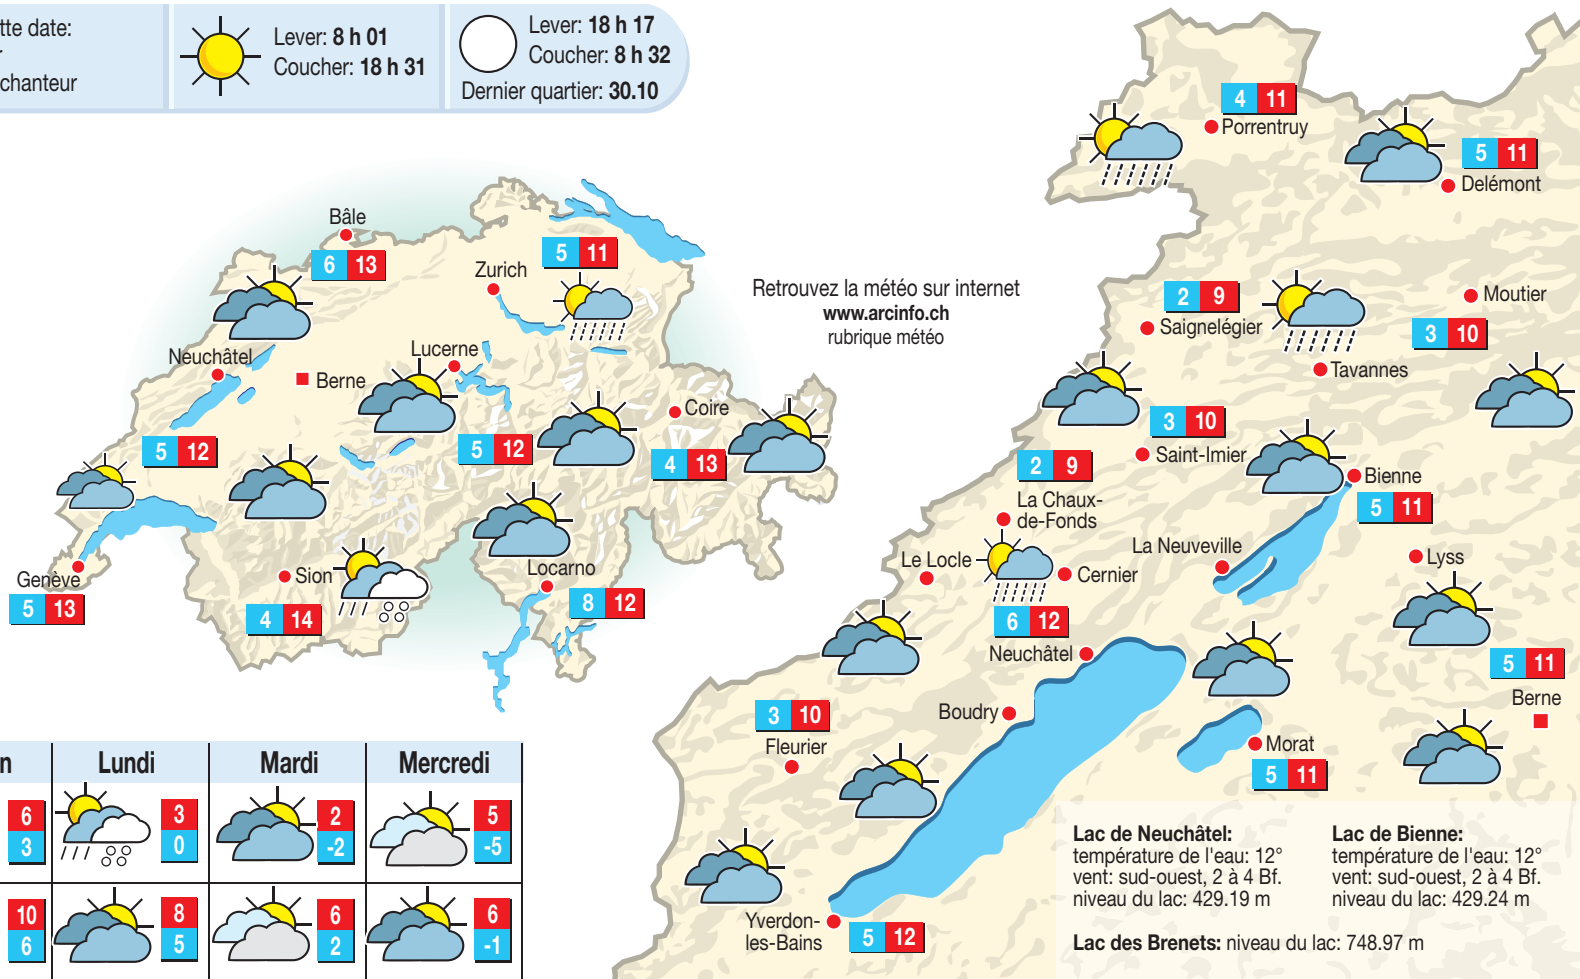 tte date:
chanteur
Lever: 8 h 01
Coucher: 18 h 31
Lever: 18 h 17
Coucher: 8 h 32
Dernier quartier: 30.10
Bâle
6 13
Zurich
5 11
Neuchâtel
Berne
Lucerne
Coire
5 12
5 12
4 13
Genève
5 13
Sion
4 14
Locarno
8 12
Retrouvez la météo sur internet
www.arcinfo.ch
rubrique météo
4 11
Porrentruy
5 11
Delémont
2 9
Saignelégier
Moutier
3 10
Tavannes
3 10
Saint-Imier
2 9
La Chaux-
de-Fonds
Bienne
5 11
La Neuveville
Le Locle
Cernier
Lyss
6 12
Neuchâtel
5 11
Berne
3 10
Fleurier
Boudry
Morat
5 11
Yverdon-
les-Bains
5 12
n Lundi Mardi Mercredi
6 3 2 5
3 0 -2 -5
10 8 6 6
6 5 2 -1
Lac de Neuchâtel:
température de l'eau: 12°
vent: sud-ouest, 2 à 4 Bf.
niveau du lac: 429.19 m
Lac de Bienne:
température de l'eau: 12°
vent: sud-ouest, 2 à 4 Bf.
niveau du lac: 429.24 m
Lac des Brenets: niveau du lac: 748.97 m